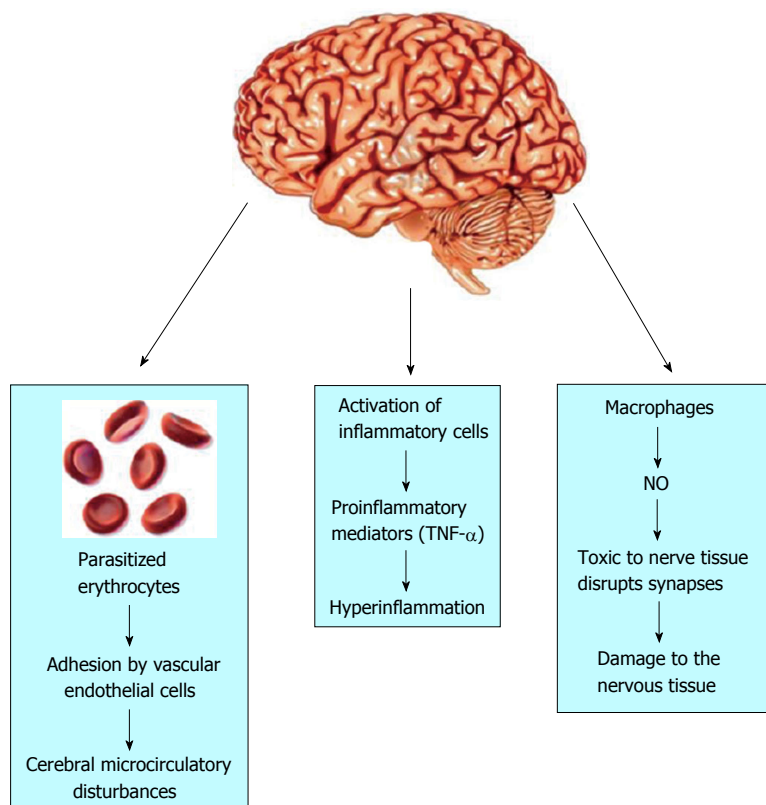 Parasitized
erythrocytes
Adhesion by vascular
endothelial cells
Cerebral microcirculatory
disturbances
Activation of
inflammatory cells
Proinflammatory
mediators (TNF-α)
Hyperinflammation
Macrophages
NO
Toxic to nerve tissue
disrupts synapses
Damage to the
nervous tissue